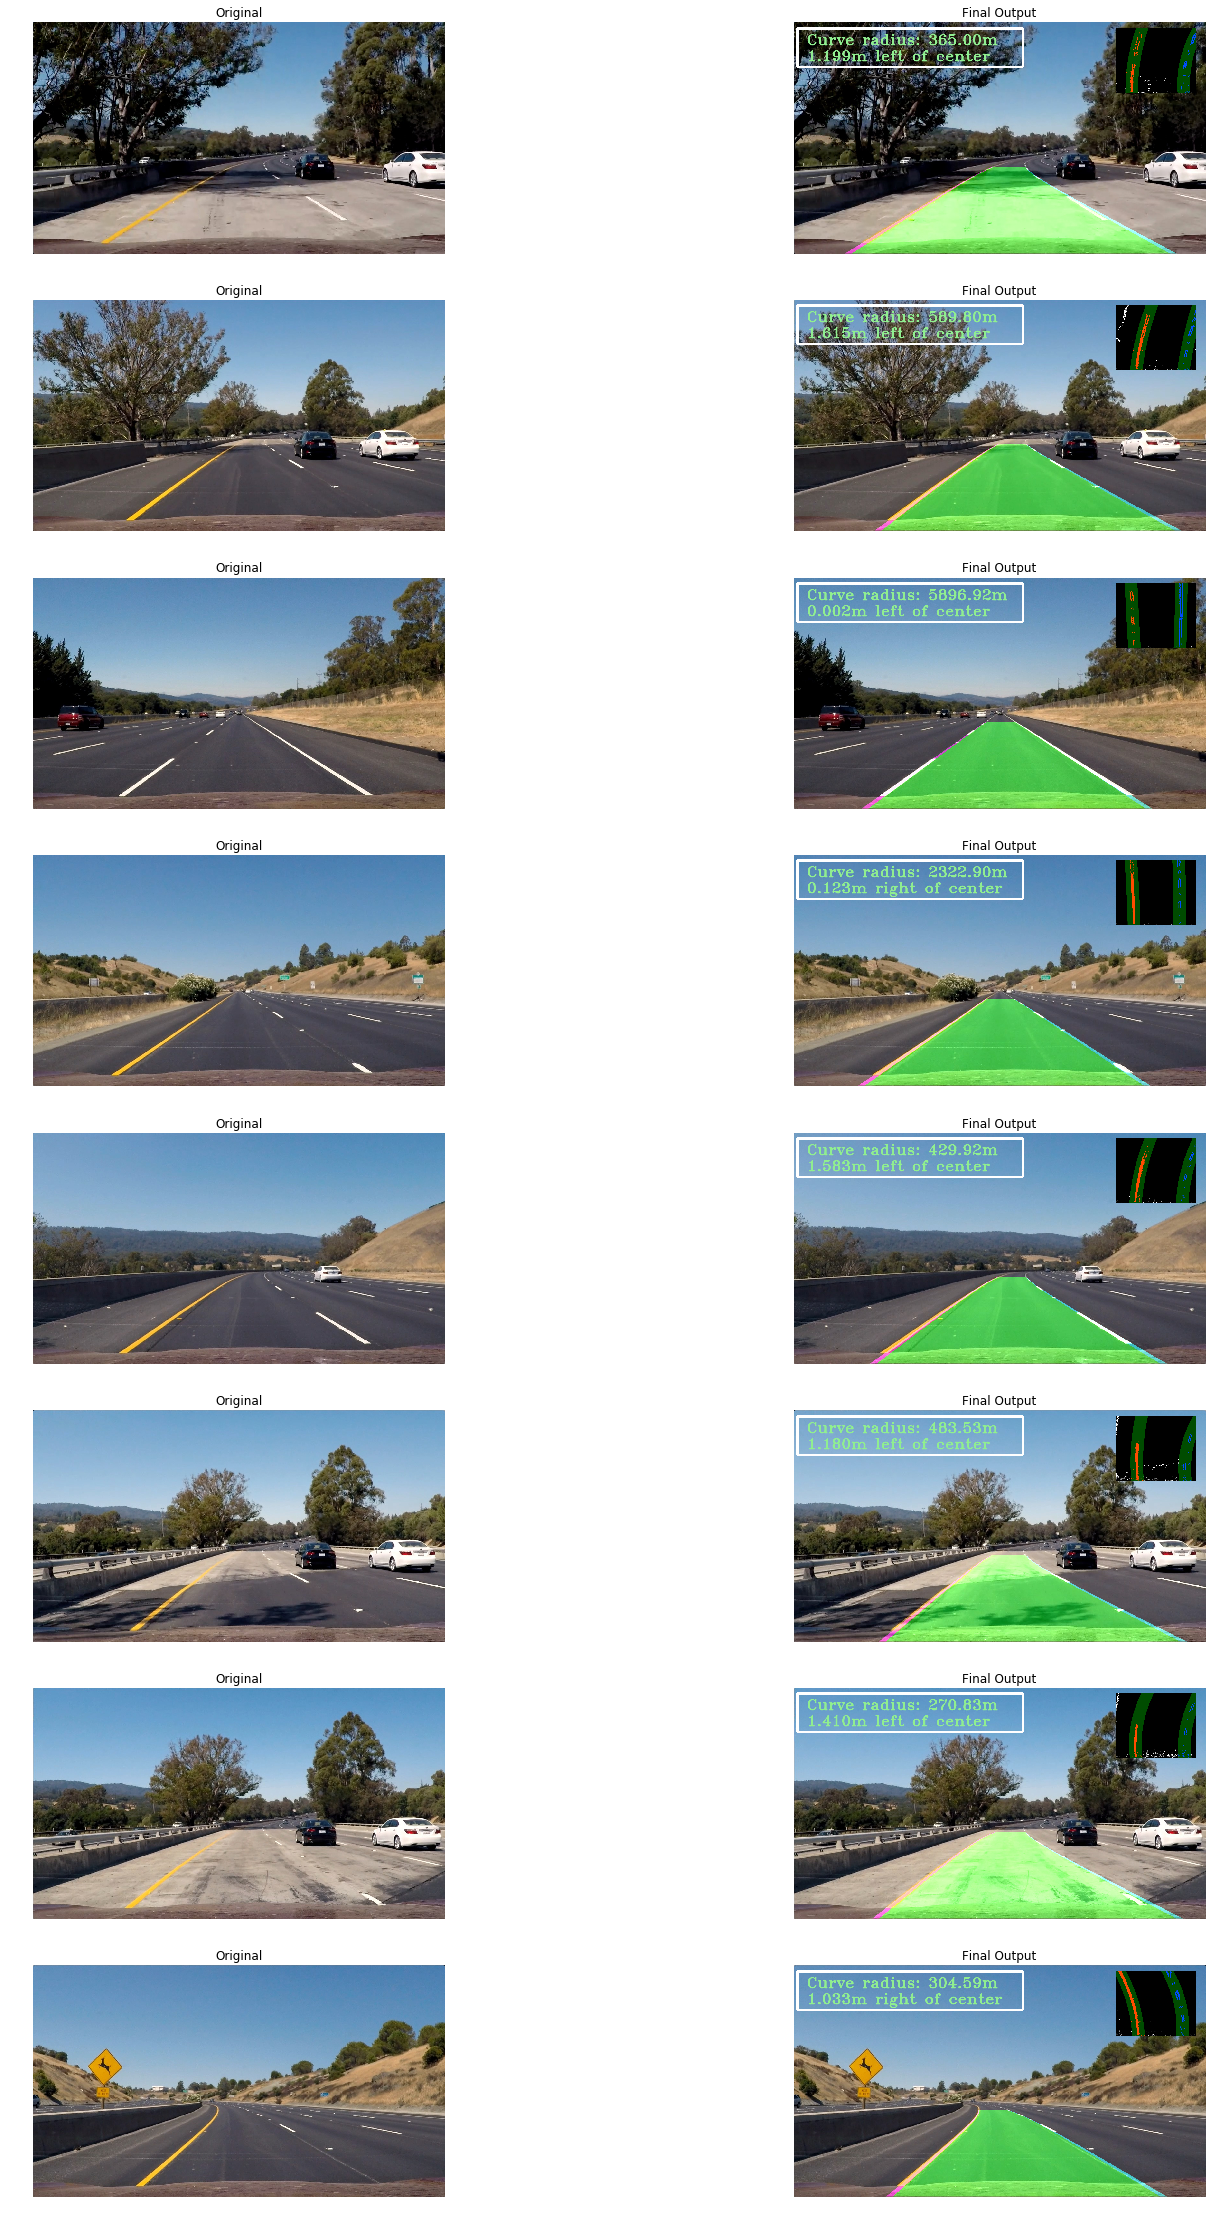 Original
Final Output
Curve radius: 365.00m
1.199m left of center
Original
Final Output
Curve radius: 589.80m
1.615m left of center
Original
Final Output
Curve radius: 5896.92m
0.002m left of center
Original
Final Output
Curve radius: 2322.90m
0.123m right of center
Original
Final Output
Curve radius: 429.92m
1.583m left of center
Original
Final Output
Curve radius: 483.53m
1.180m left of center
Original
Final Output
Curve radius: 270.83m
1.410m left of center
Original
Final Output
Curve radius: 304.59m
1.033m right of center